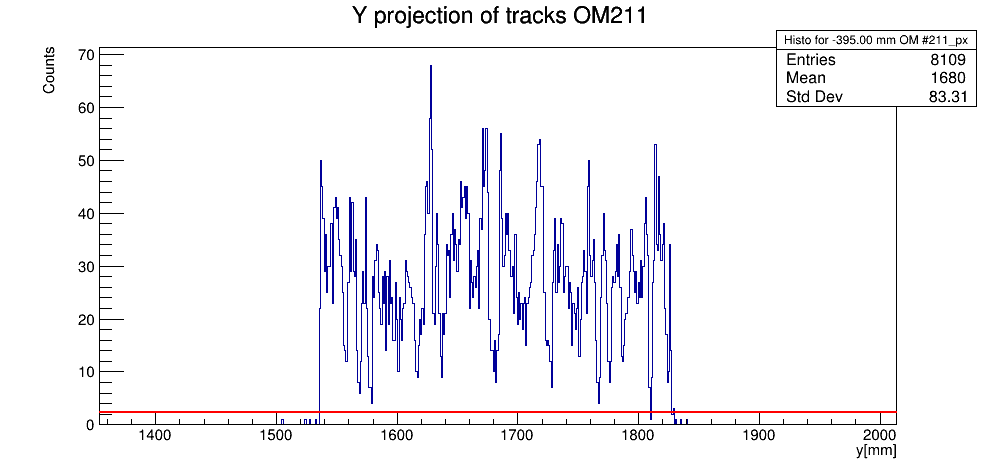 Y projection of tracks OM211
Histo for -395.00 mm OM #211_px
Entries 8109
Mean 1680
Std Dev 83.31
Counts
70
60
50
40
30
20
10
0
1400 1500 1600 1700 1800 1900 2000
y[mm]